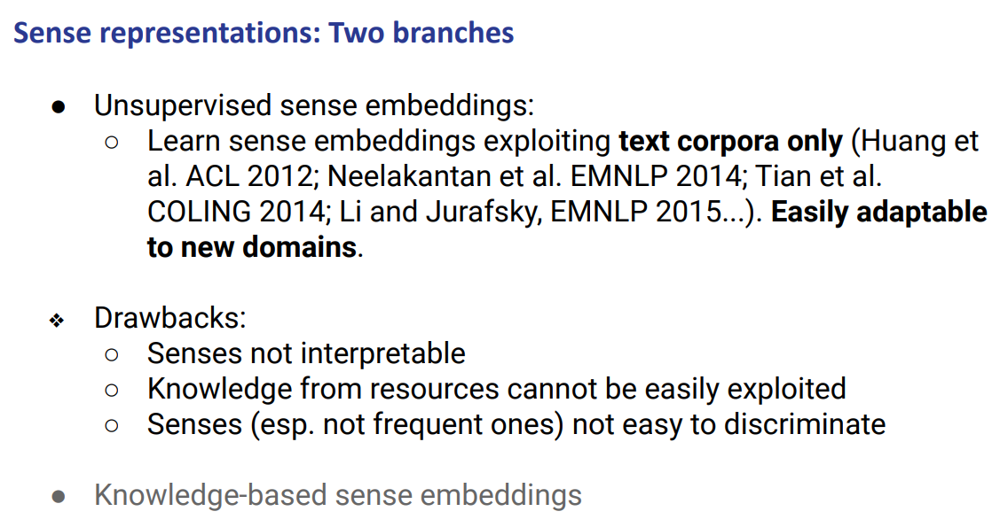 Sense representations: Two branches
● Unsupervised sense embeddings:
○ Learn sense embeddings exploiting text corpora only (Huang et
al. ACL 2012; Neelakantan et al. EMNLP 2014; Tian et al.
COLING 2014; Li and Jurafsky, EMNLP 2015...). Easily adaptable
to new domains.
❖ Drawbacks:
○ Senses not interpretable
○ Knowledge from resources cannot be easily exploited
○ Senses (esp. not frequent ones) not easy to discriminate
● Knowledge-based sense embeddings